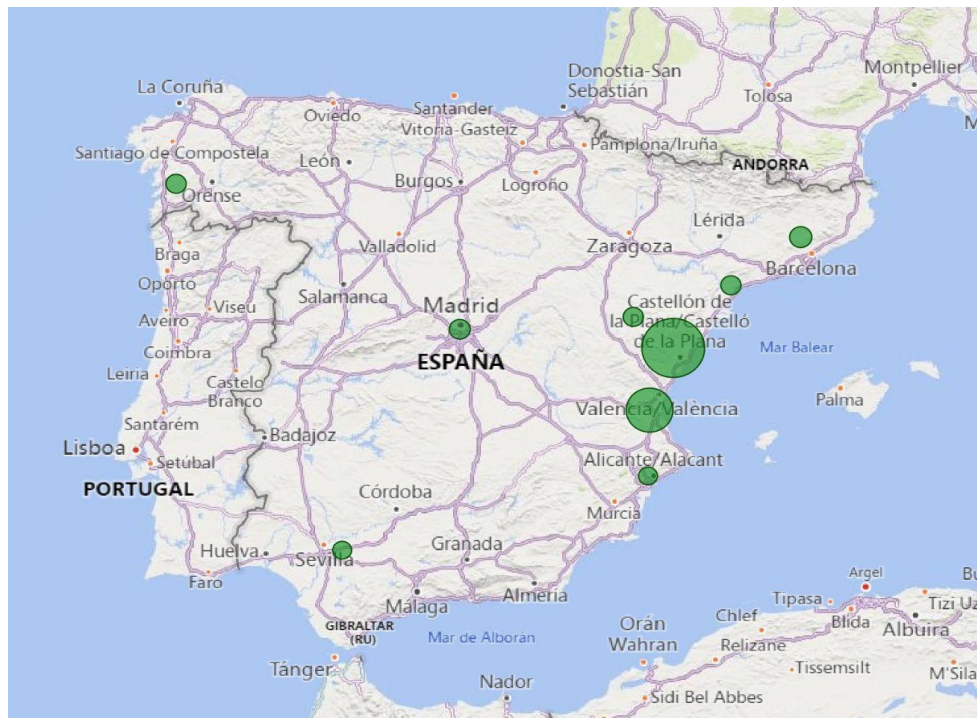 La Coruña
Santiago de Compostela
Orense
Oviedo
León
Santander
Vitoria-Gasteiz
Burgos
Logroño
Donostia-San
Sebastián
Pamplona/Iruña
Tolosa
Montpellier
M
ANDORRA
Lérida
Zaragoza
Barcelona
Valladolid
Salamanca
Braga
Oporto
Viseu
Aveiro
Coimbra
Leiria
Castelo
Branco
Santarém
Lisboa
Setúbal
PORTUGAL
Madrid
ESPAÑA
Castellón de
la Plana/Castelló
de la Plana
Mar Balear
Palma
Valencia/València
Badajoz
Alicante/Alacant
Murcia
Córdoba
Huelva
Sevilla
Granada
Faro
Málaga
Almería
GIBRALTAR
(RU)
Mar de Alborán
Tánger
Nador
Orán
Wahran
Sidi Bel Abbes
Relizane
Chlef
Tipasa
Argel
Blida
Bu
Tizi Uz
Albuira
Tissemsilt
M'Sila